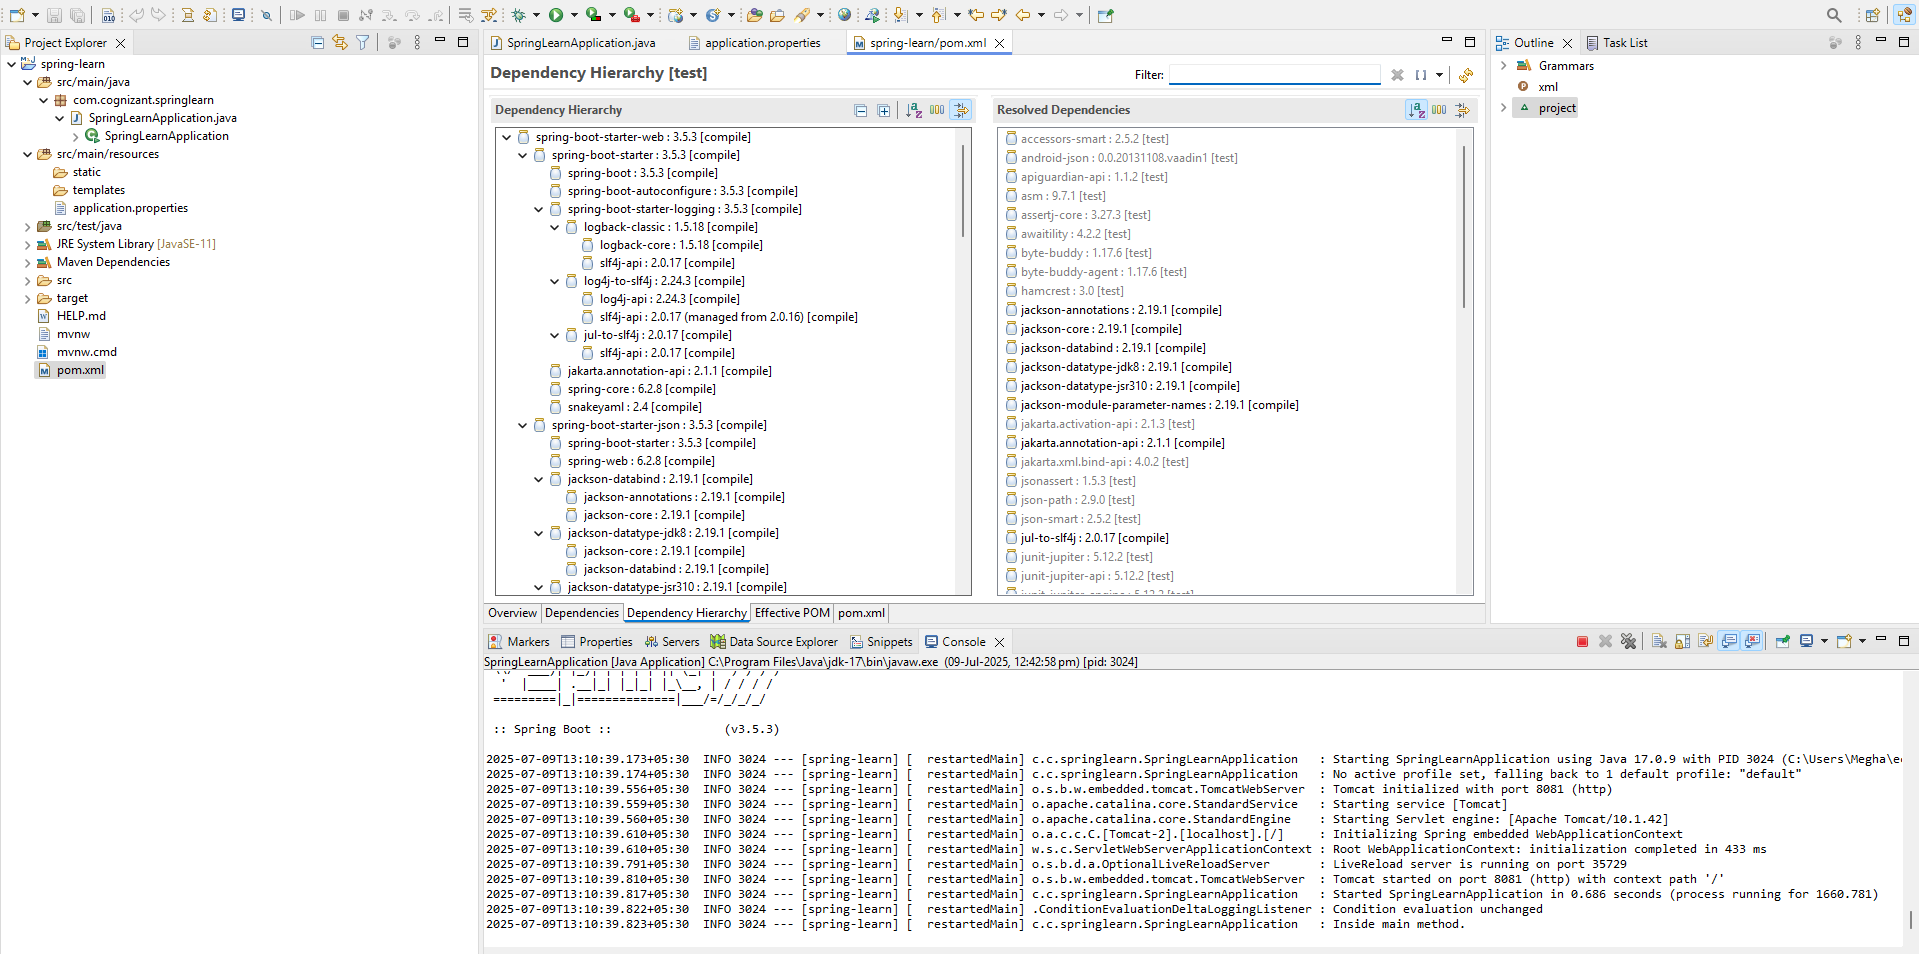 Project Explorer
spring-learn
src/main/java
com.cognizant.springlearn
SpringLearnApplication.java
SpringLearnApplication
src/main/resources
static
templates
application.properties
src/test/java
JRE System Library [JavaSE-11]
Maven Dependencies
src
target
HELP.md
mvnw
mvnw.cmd
pom.xml
SpringLearnApplication.java
application.properties
spring-learn/pom.xml
Dependency Hierarchy [test]
Filter:
Dependency Hierarchy
spring-boot-starter-web : 3.5.3 [compile]
spring-boot-starter : 3.5.3 [compile]
spring-boot : 3.5.3 [compile]
spring-boot-autoconfigure : 3.5.3 [compile]
spring-boot-starter-logging : 3.5.3 [compile]
logback-classic : 1.5.18 [compile]
logback-core : 1.5.18 [compile]
slf4j-api : 2.0.17 [compile]
log4j-to-slf4j : 2.24.3 [compile]
log4j-api : 2.24.3 [compile]
slf4j-api : 2.0.17 (managed from 2.0.16) [compile]
jul-to-slf4j : 2.0.17 [compile]
slf4j-api : 2.0.17 [compile]
jakarta.annotation-api : 2.1.1 [compile]
spring-core : 6.2.8 [compile]
snakeyaml : 2.4 [compile]
spring-boot-starter-json : 3.5.3 [compile]
spring-boot-starter : 3.5.3 [compile]
spring-web : 6.2.8 [compile]
jackson-databind : 2.19.1 [compile]
jackson-annotations : 2.19.1 [compile]
jackson-core : 2.19.1 [compile]
jackson-datatype-jdk8 : 2.19.1 [compile]
jackson-core : 2.19.1 [compile]
jackson-databind : 2.19.1 [compile]
jackson-datatype-jsr310 : 2.19.1 [compile]
Resolved Dependencies
accessors-smart : 2.5.2 [test]
android-json : 0.0.20131108.vaadin1 [test]
apiguardian-api : 1.1.2 [test]
asm : 9.7.1 [test]
assertj-core : 3.27.3 [test]
awaitility : 4.2.2 [test]
byte-buddy : 1.17.6 [test]
byte-buddy-agent : 1.17.6 [test]
hamcrest : 3.0 [test]
jackson-annotations : 2.19.1 [compile]
jackson-core : 2.19.1 [compile]
jackson-databind : 2.19.1 [compile]
jackson-datatype-jdk8 : 2.19.1 [compile]
jackson-datatype-jsr310 : 2.19.1 [compile]
jackson-module-parameter-names : 2.19.1 [compile]
jakarta.activation-api : 2.1.3 [test]
jakarta.annotation-api : 2.1.1 [compile]
jakarta.xml.bind-api : 4.0.2 [test]
jsonassert : 1.5.3 [test]
json-path : 2.9.0 [test]
json-smart : 2.5.2 [test]
jul-to-slf4j : 2.0.17 [compile]
junit-jupiter : 5.12.2 [test]
junit-jupiter-api : 5.12.2 [test]
Overview Dependencies Dependency Hierarchy Effective POM pom.xml
Outline
Task List
Grammars
xml
project
Markers Properties Servers Data Source Explorer Snippets Console
SpringLearnApplication [Java Application] C:\Program Files\Java\jdk-17\bin\javaw.exe (09-Jul-2025, 12:42:58 pm) [pid: 3024]
' |____| .__|_| |_|_| |_\__, | / / / /
=========|_|==============|___/=/_/_/_/
:: Spring Boot :: (v3.5.3)
2025-07-09T13:10:39.173+05:30 INFO 3024 --- [spring-learn] [ restartedMain] c.c.springlearn.SpringLearnApplication : Starting SpringLearnApplication using Java 17.0.9 with PID 3024 (C:\Users\Megha\e
2025-07-09T13:10:39.174+05:30 INFO 3024 --- [spring-learn] [ restartedMain] c.c.springlearn.SpringLearnApplication : No active profile set, falling back to 1 default profile: "default"
2025-07-09T13:10:39.556+05:30 INFO 3024 --- [spring-learn] [ restartedMain] o.s.b.w.embedded.tomcat.TomcatWebServer : Tomcat initialized with port 8081 (http)
2025-07-09T13:10:39.559+05:30 INFO 3024 --- [spring-learn] [ restartedMain] o.apache.catalina.core.StandardService : Starting service [Tomcat]
2025-07-09T13:10:39.560+05:30 INFO 3024 --- [spring-learn] [ restartedMain] o.apache.catalina.core.StandardEngine : Starting Servlet engine: [Apache Tomcat/10.1.42]
2025-07-09T13:10:39.610+05:30 INFO 3024 --- [spring-learn] [ restartedMain] o.a.c.c.C.[Tomcat-2].[localhost].[/] : Initializing Spring embedded WebApplicationContext
2025-07-09T13:10:39.610+05:30 INFO 3024 --- [spring-learn] [ restartedMain] w.s.c.ServletWebServerApplicationContext : Root WebApplicationContext: initialization completed in 433 ms
2025-07-09T13:10:39.791+05:30 INFO 3024 --- [spring-learn] [ restartedMain] o.s.b.d.a.OptionalLiveReloadServer : LiveReload server is running on port 35729
2025-07-09T13:10:39.810+05:30 INFO 3024 --- [spring-learn] [ restartedMain] o.s.b.w.embedded.tomcat.TomcatWebServer : Tomcat started on port 8081 (http) with context path '/'
2025-07-09T13:10:39.817+05:30 INFO 3024 --- [spring-learn] [ restartedMain] c.c.springlearn.SpringLearnApplication : Started SpringLearnApplication in 0.686 seconds (process running for 1660.781)
2025-07-09T13:10:39.822+05:30 INFO 3024 --- [spring-learn] [ restartedMain] .ConditionEvaluationDeltaLoggingListener : Condition evaluation unchanged
2025-07-09T13:10:39.823+05:30 INFO 3024 --- [spring-learn] [ restartedMain] c.c.springlearn.SpringLearnApplication : Inside main method.